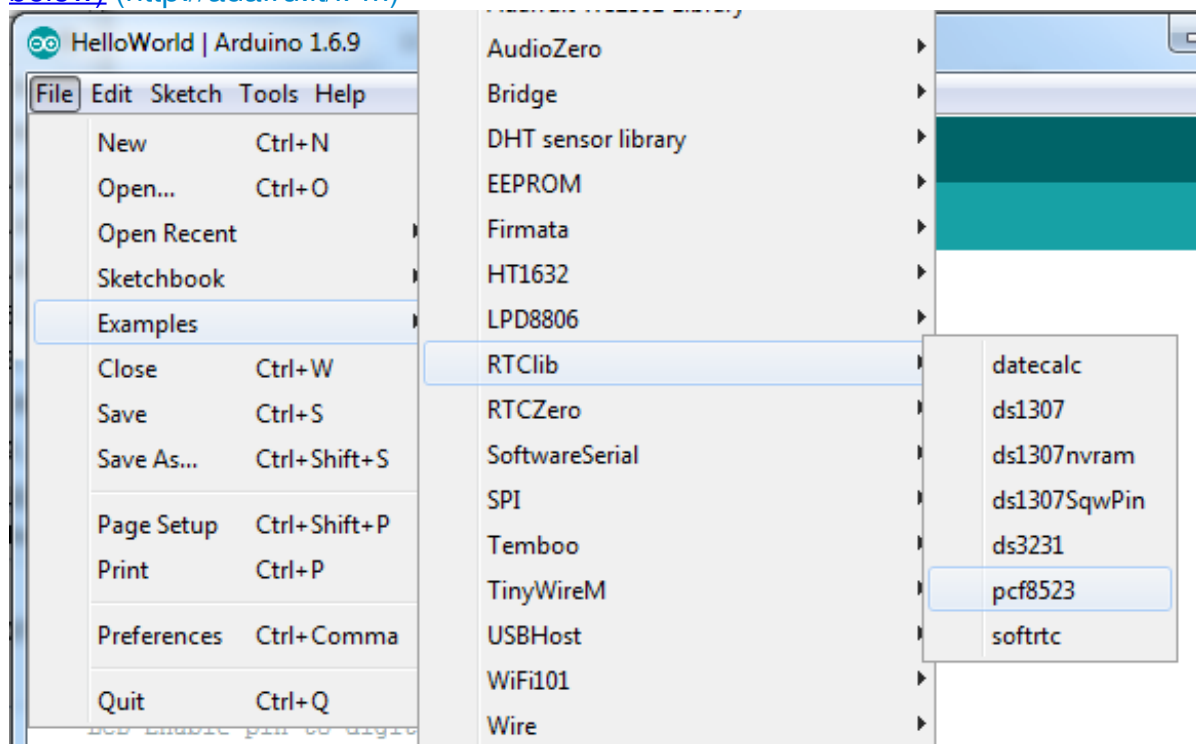 HelloWorld | Arduino 1.6.9
File Edit Sketch Tools Help
New Ctrl+N
Open... Ctrl+O
Open Recent
Sketchbook
Examples
Close Ctrl+W
Save Ctrl+S
Save As... Ctrl+Shift+S
Page Setup Ctrl+Shift+P
Print Ctrl+P
Preferences Ctrl+Comma
Quit Ctrl+Q
AudioZero
Bridge
DHT sensor library
EEPROM
Firmata
HT1632
LPD8806
RTClib
RTCZero
SoftwareSerial
SPI
Temboo
TinyWireM
USBHost
WiFi101
Wire
datecalc
ds1307
ds1307nvram
ds1307SqwPin
ds3231
pcf8523
softrtc